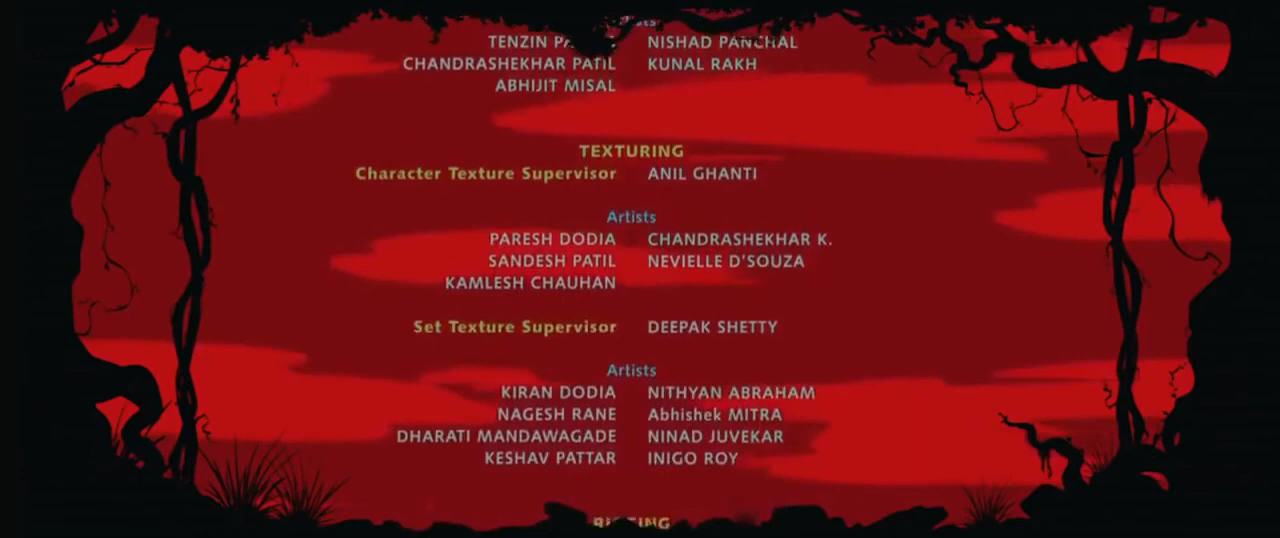 TENZIN NISHAD PANCHAL
CHANDRASHEKHAR PATIL KUNAL RAKH
ABHIJIT MISAL
TEXTURING
Character Texture Supervisor ANIL GHANTI
Artists
PARESH DODIA CHANDRASHEKHAR K.
SANDESH PATIL NEVIELLE D'SOUZA
KAMLESH CHAUHAN
Set Texture Supervisor DEEPAK SHETTY
Artists
KIRAN DODIA NITHYAN ABRAHAM
NAGESH RANE Abhishek MITRA
DHARATI MANDAWAGADE NINAD JUVEKAR
KESHAV PATTAR INIGO ROY